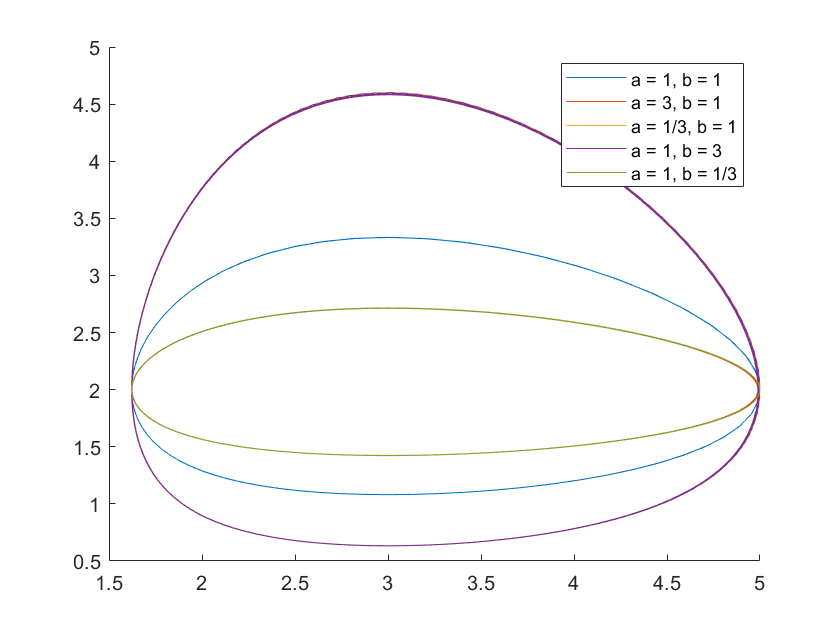 5
4.5
4
3.5
3
2.5
2
1.5
1
0.5
1.5 2 2.5 3 3.5 4 4.5 5
a = 1, b = 1
a = 3, b = 1
a = 1/3, b = 1
a = 1, b = 3
a = 1, b = 1/3